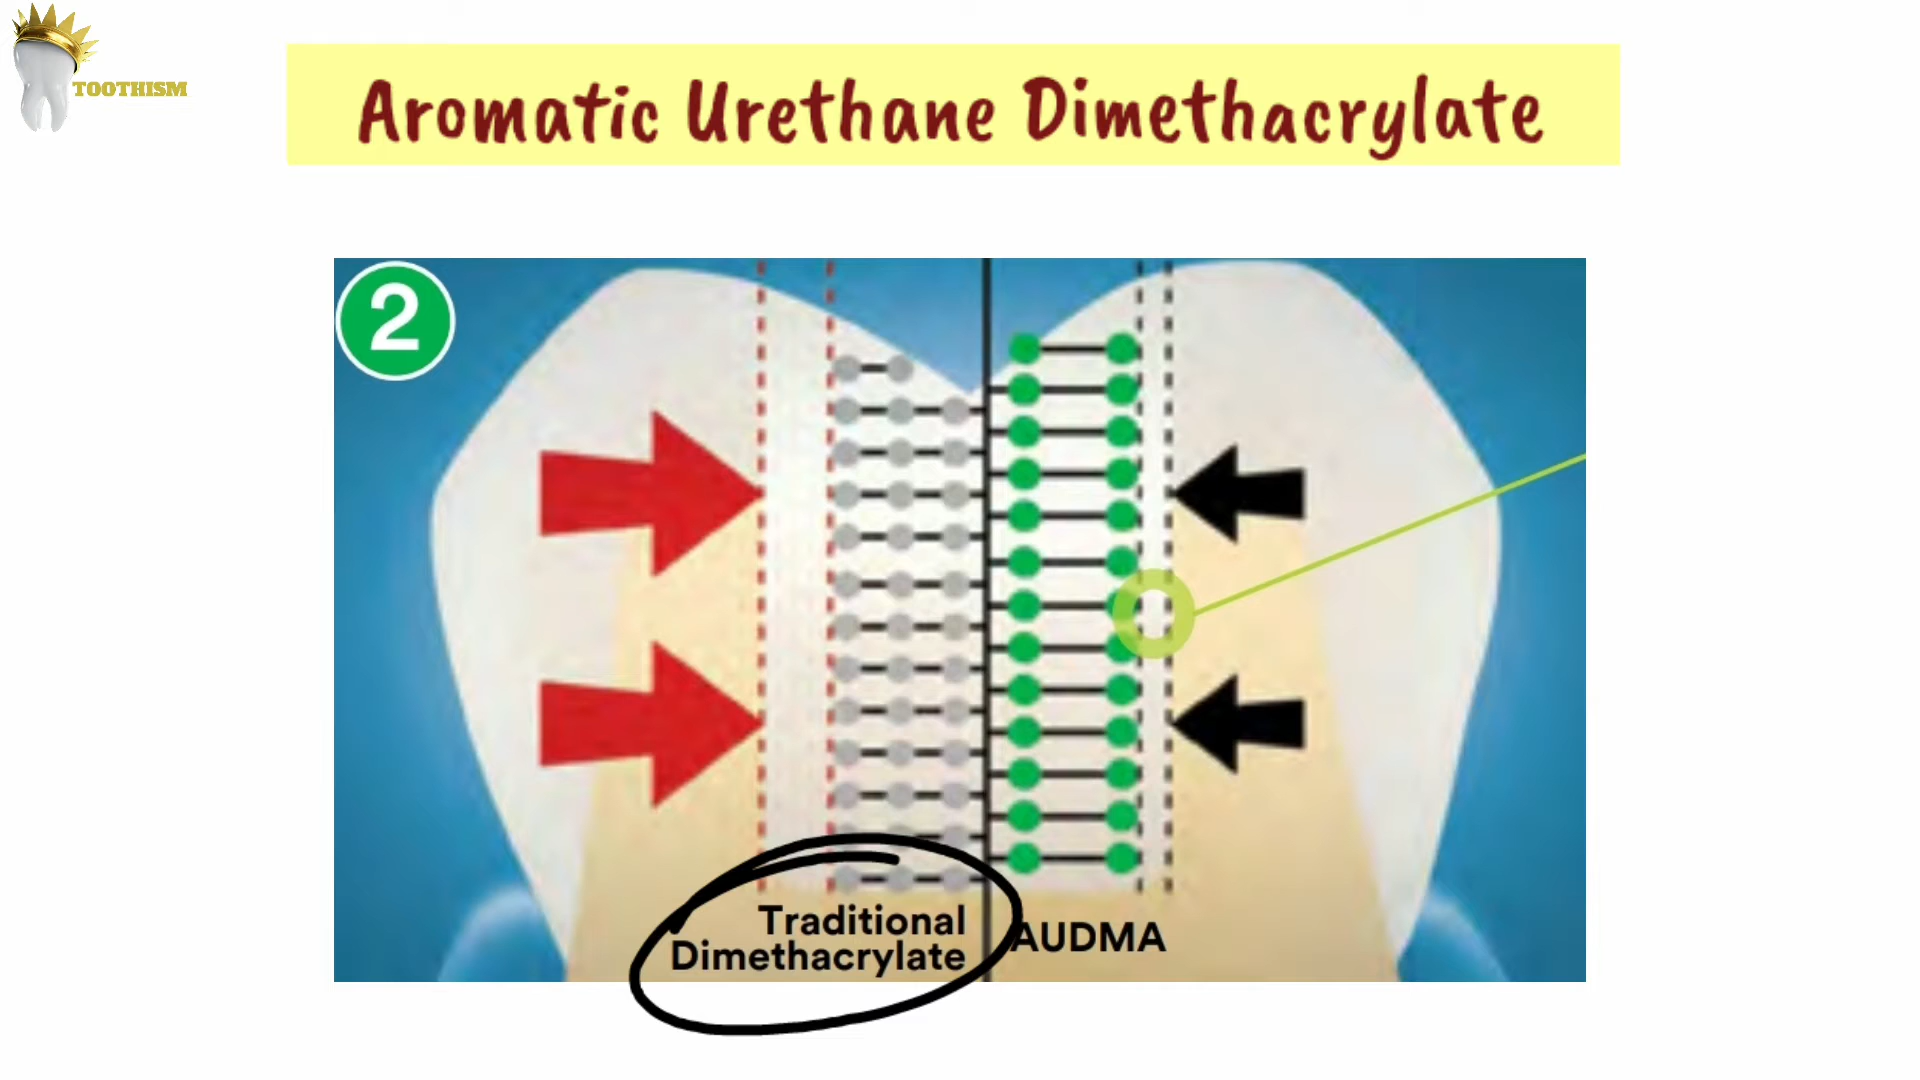 TOOTHISM
Aromatic Urethane Dimethacrylate
2
Traditional
Dimethacrylate
AUDMA